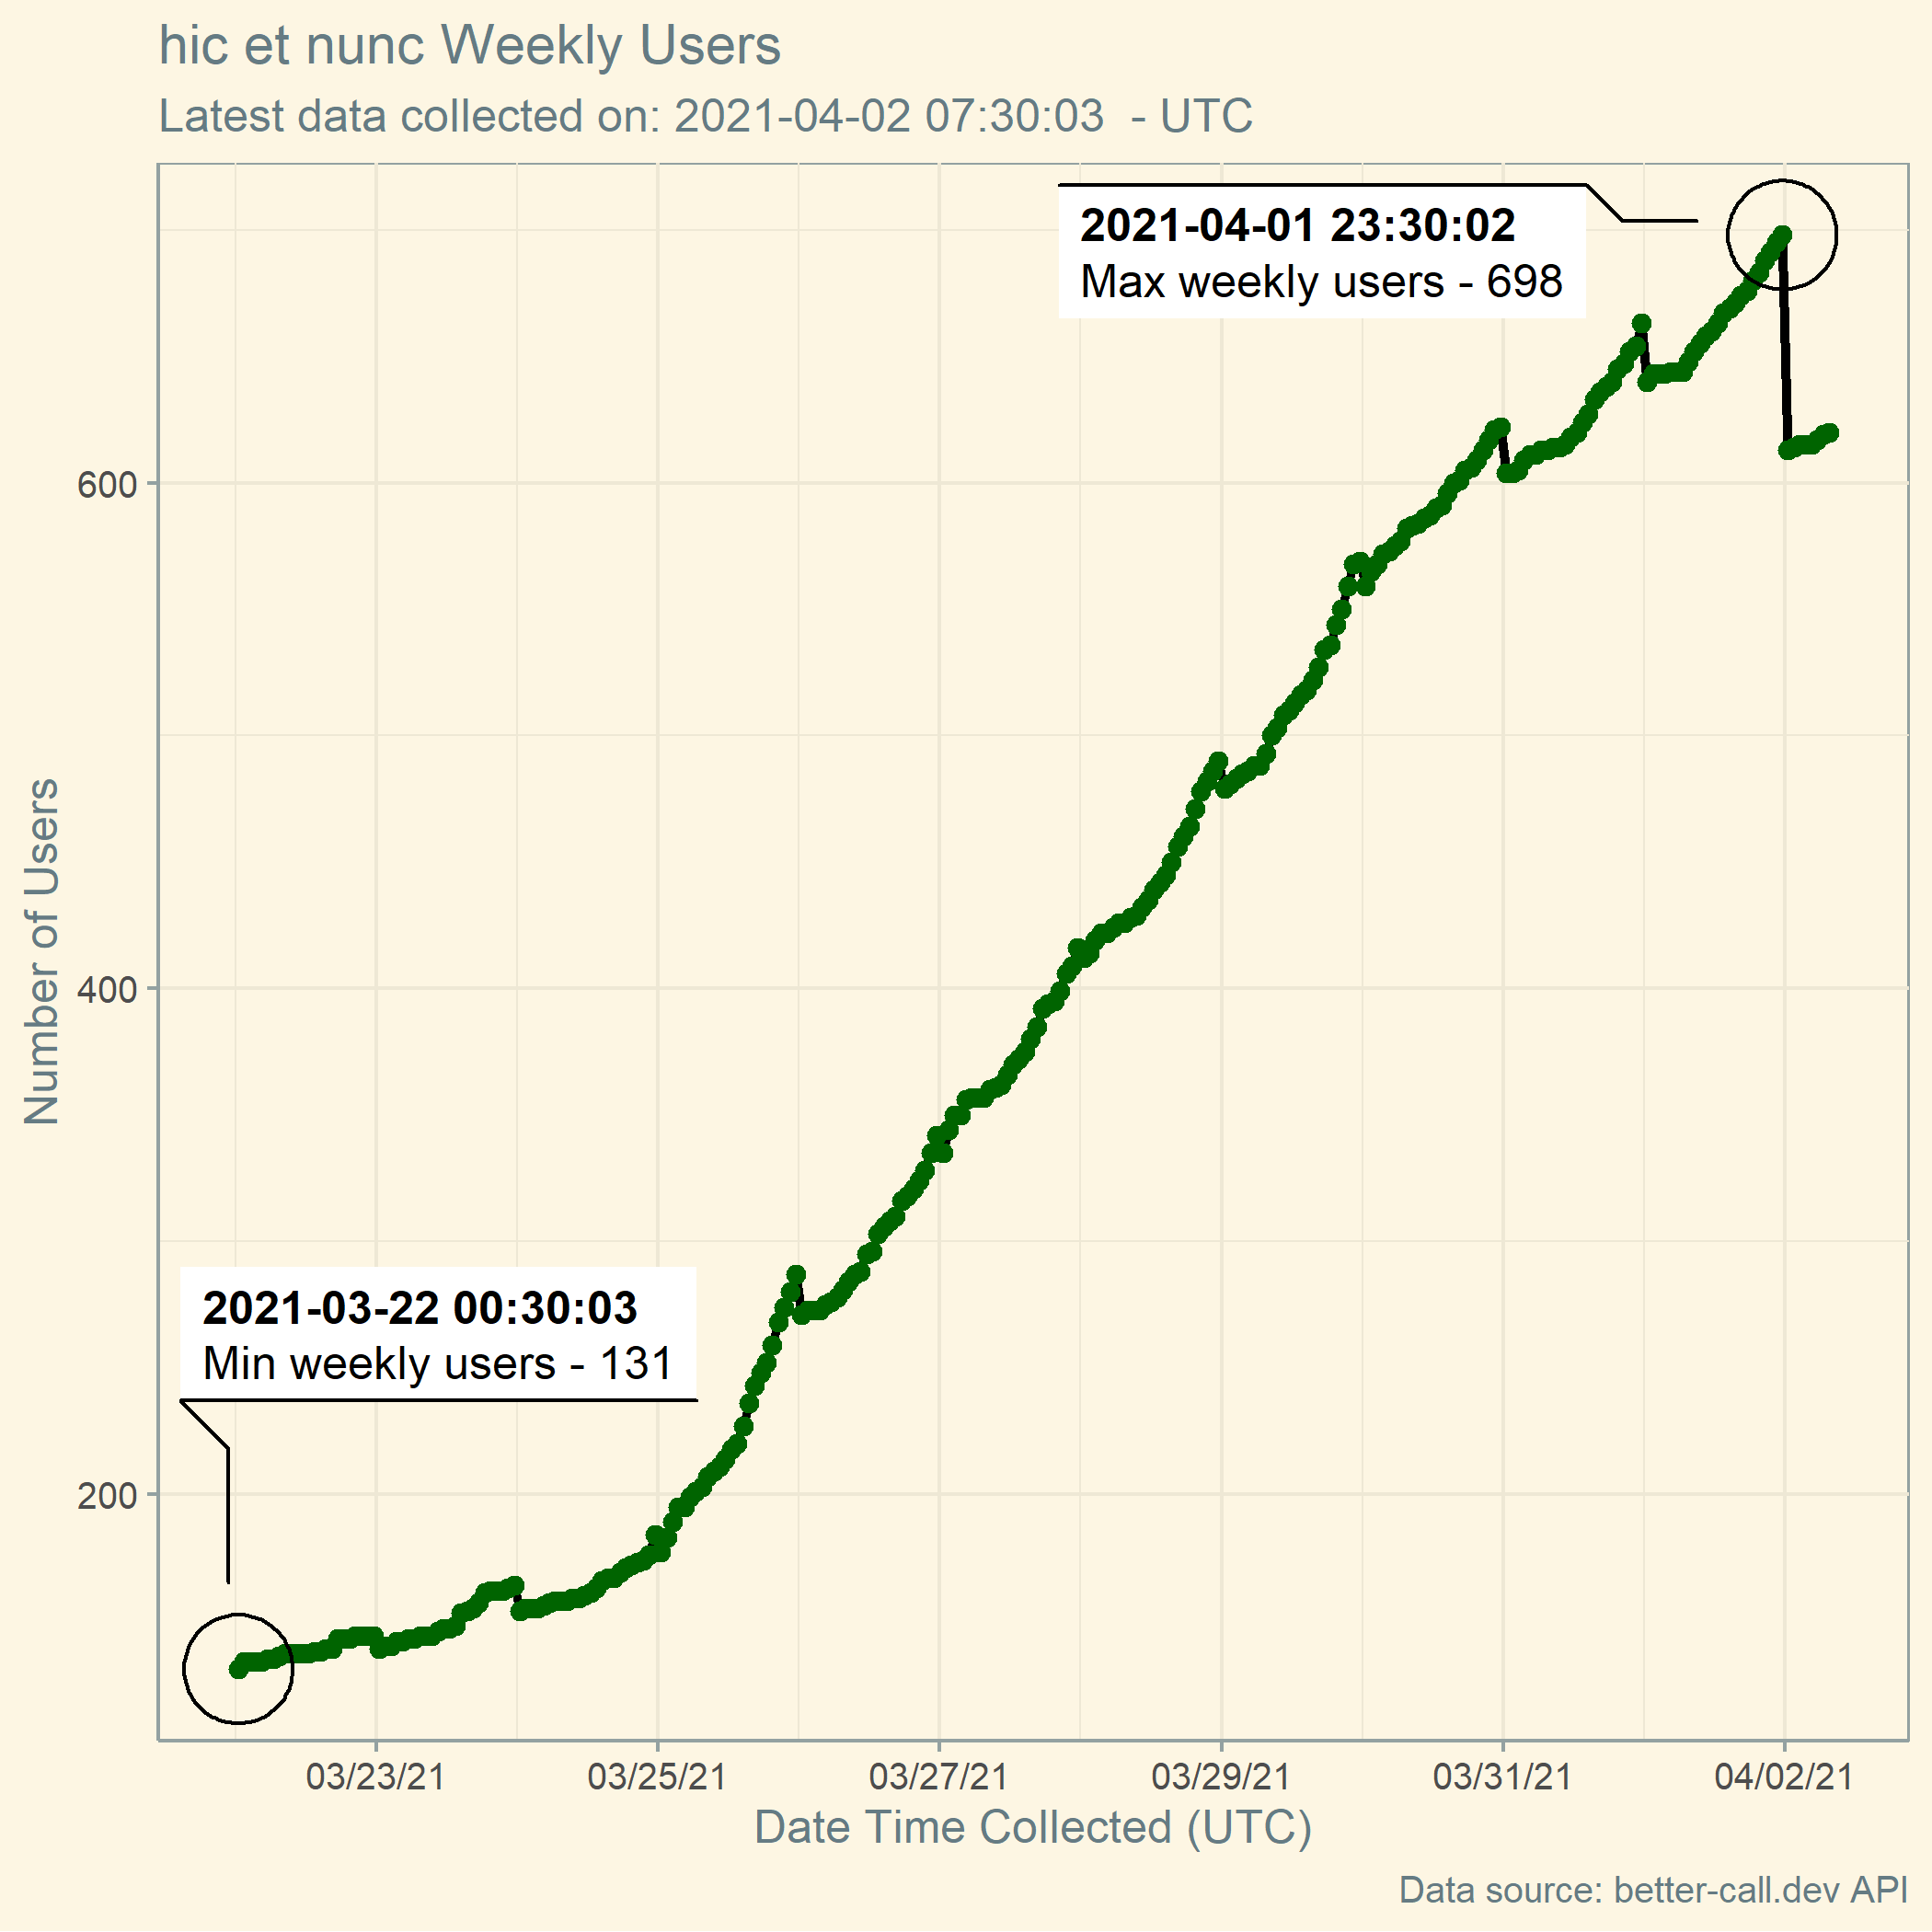 hic et nunc Weekly Users
Latest data collected on: 2021-04-02 07:30:03  - UTC
2021-04-01 23:30:02
Max weekly users - 698
600
400
200
Number of Users
2021-03-22 00:30:03
Min weekly users - 131
03/23/21 03/25/21 03/27/21 03/29/21 03/31/21 04/02/21
Date Time Collected (UTC)
Data source: better-call.dev API